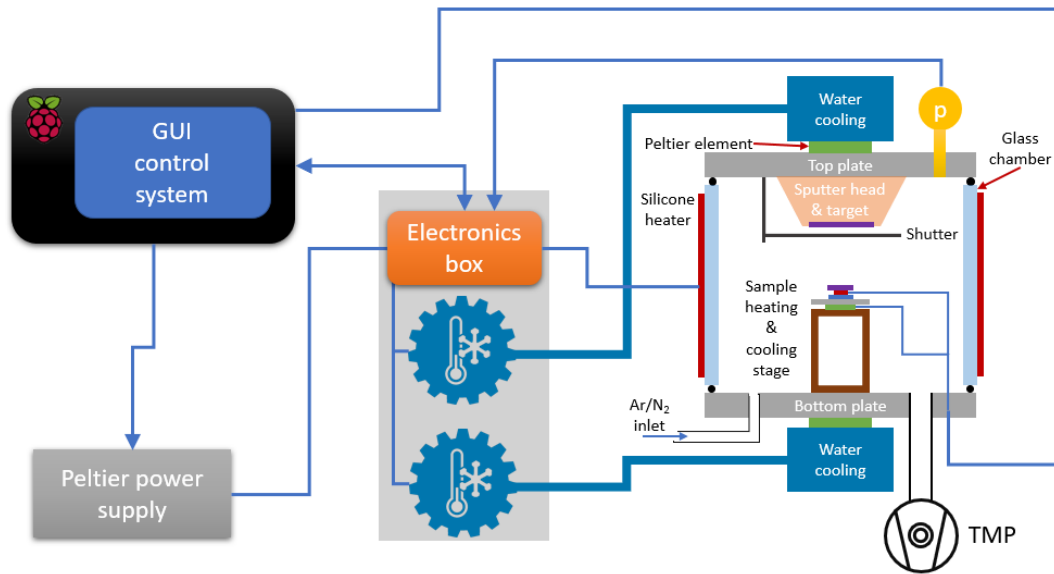 GUI
control
system
Electronics
box
Peltier power
supply
Water
cooling
p
Peltier element
Glass
chamber
Top plate
Silicone
heater
Sputter head
& target
Shutter
Sample
heating
&
cooling
stage
Ar/N₂
inlet
Bottom plate
Water
cooling
TMP